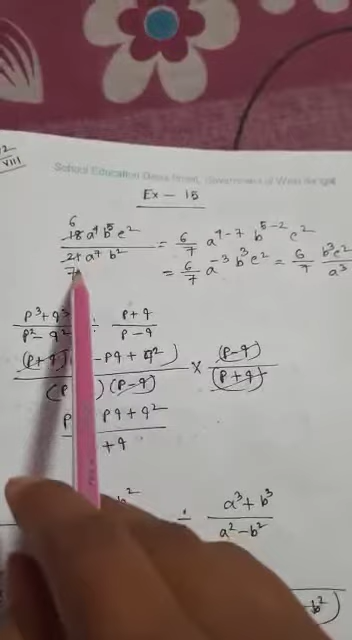 VIII
School Education Department, Government of West Bengal
Ex - 15
18 a⁴ b⁵ c² / 21 a⁷ b² = 6/7 a⁴⁻⁷ b⁵⁻² c²
= 6/7 a⁻³ b³ c² = 6/7 b³c²/a³
p³+q³ / p²-q² ÷ p+q / p-q
(p+q) - pq + q²) / (p ) (p-q) × (p-q) / (p+q)
p pq + q² / +q
b² ÷ a³+b³ / a²-b²
b²)